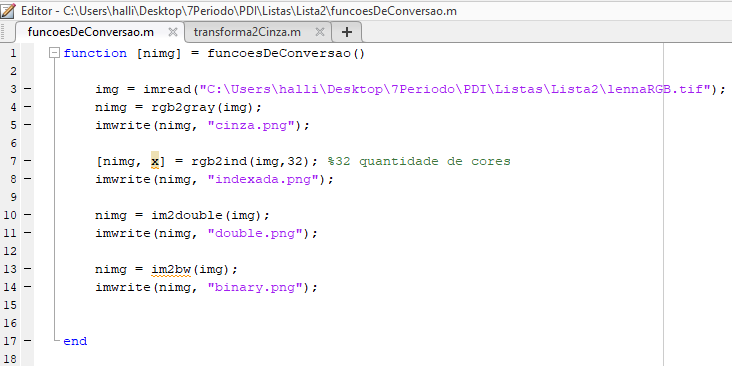 Editor - C:\Users\halli\Desktop\7Periodo\PDI\Listas\Lista2\funcoesDeConversao.m
funcoesDeConversao.m × transforma2Cinza.m × +
1 function [nimg] = funcoesDeConversao()
2
3 – img = imread("C:\Users\halli\Desktop\7Periodo\PDI\Listas\Lista2\lennaRGB.tif");
4 – nimg = rgb2gray(img);
5 – imwrite(nimg, "cinza.png");
6
7 – [nimg, x] = rgb2ind(img,32); %32 quantidade de cores
8 – imwrite(nimg, "indexada.png");
9
10 – nimg = im2double(img);
11 – imwrite(nimg, "double.png");
12
13 – nimg = im2bw(img);
14 – imwrite(nimg, "binary.png");
15
16
17 – end
18